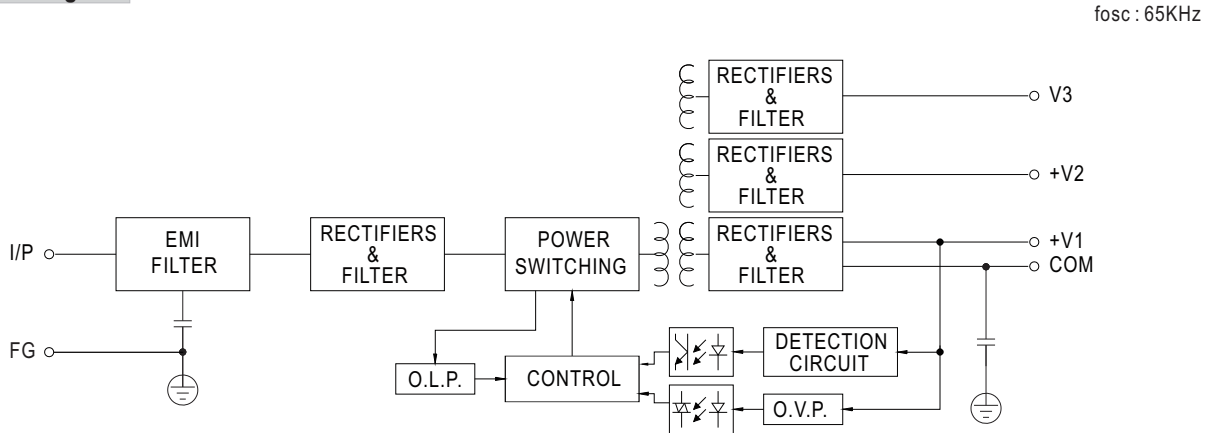 fosc : 65KHz
RECTIFIERS
&
FILTER
V3
RECTIFIERS
&
FILTER
+V2
I/P
EMI
FILTER
RECTIFIERS
&
FILTER
POWER
SWITCHING
RECTIFIERS
&
FILTER
+V1
COM
FG
O.L.P.
CONTROL
DETECTION
CIRCUIT
O.V.P.